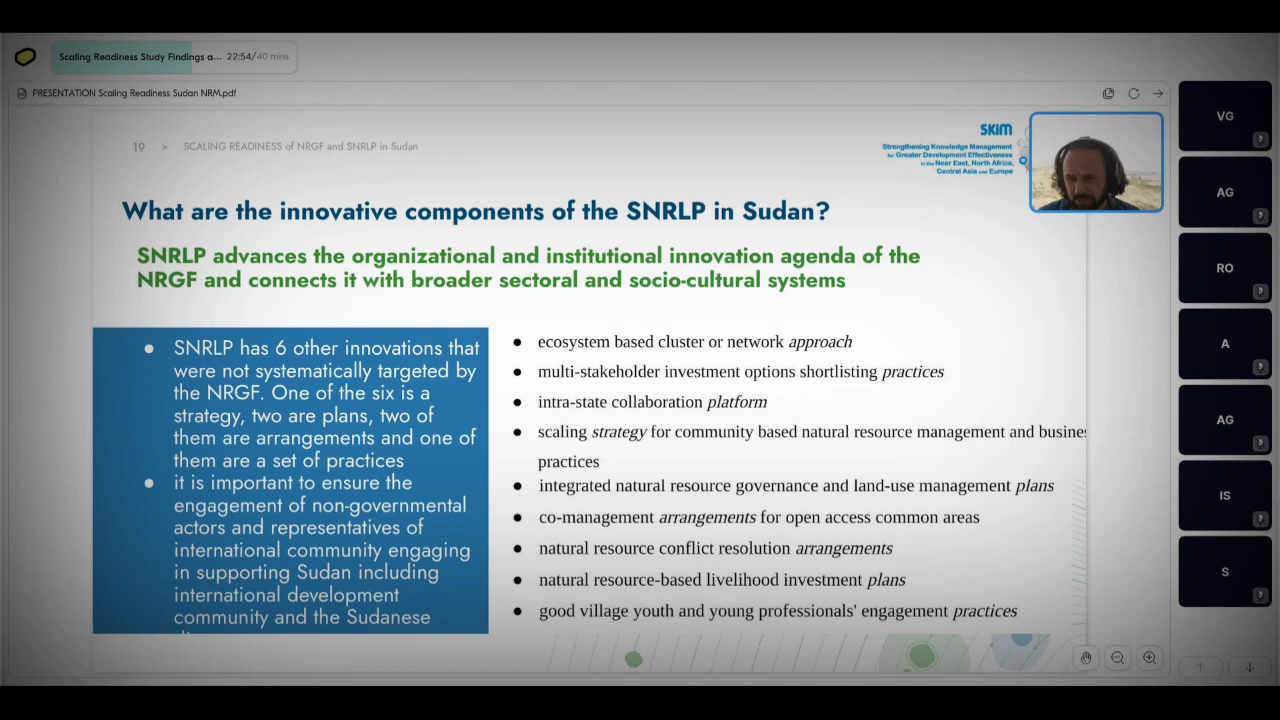 Scaling Readiness Study Findings a... 22:54/40 mins
PRESENTATION Scaling Readiness Sudan NRM.pdf
19 > SCALING READINESS of NRGF and SNRLP in Sudan
SKiM
Strengthening Knowledge Management
for Greater Development Effectiveness
in the Near East, North Africa,
Central Asia and Europe
What are the innovative components of the SNRLP in Sudan?
SNRLP advances the organizational and institutional innovation agenda of the
NRGF and connects it with broader sectoral and socio-cultural systems
● SNRLP has 6 other innovations that
were not systematically targeted by
the NRGF. One of the six is a
strategy, two are plans, two of
them are arrangements and one of
them are a set of practices
● it is important to ensure the
engagement of non-governmental
actors and representatives of
international community engaging
in supporting Sudan including
international development
community and the Sudanese
● ecosystem based cluster or network approach
● multi-stakeholder investment options shortlisting practices
● intra-state collaboration platform
● scaling strategy for community based natural resource management and busines
practices
● integrated natural resource governance and land-use management plans
● co-management arrangements for open access common areas
● natural resource conflict resolution arrangements
● natural resource-based livelihood investment plans
● good village youth and young professionals' engagement practices
VG
AG
RO
A
AG
IS
S